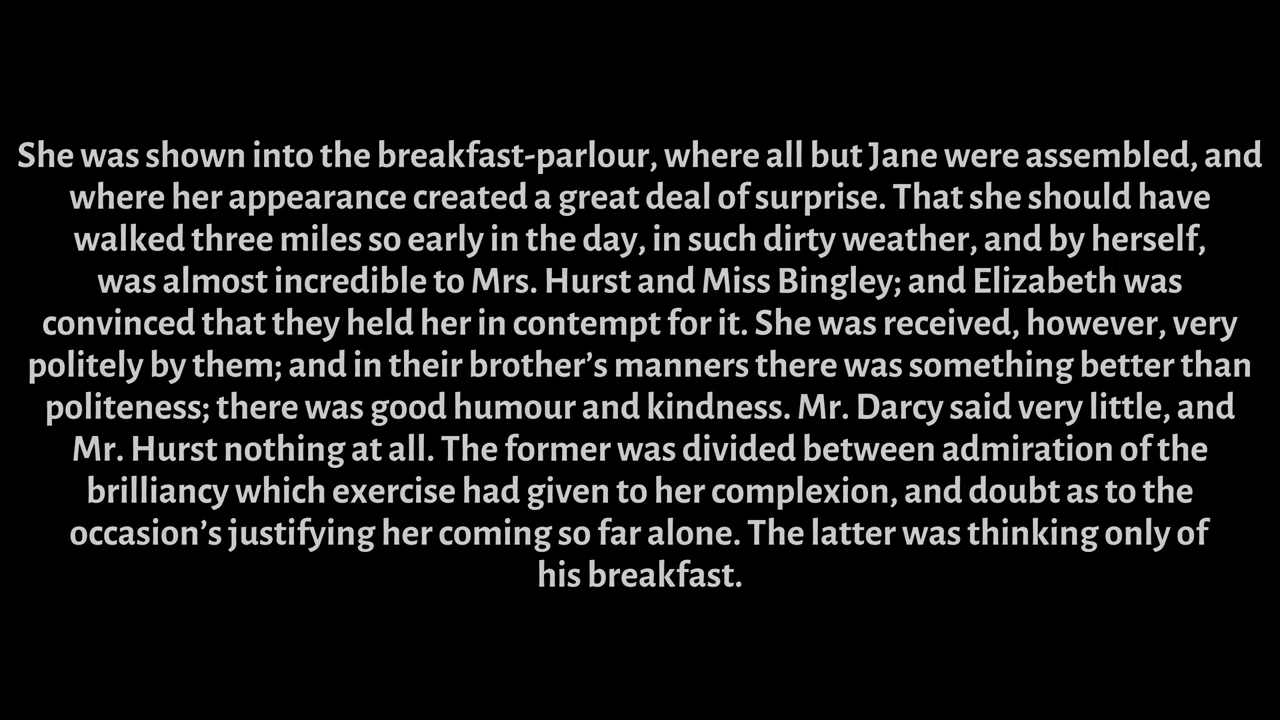 She was shown into the breakfast-parlour, where all but Jane were assembled, and
where her appearance created a great deal of surprise. That she should have
walked three miles so early in the day, in such dirty weather, and by herself,
was almost incredible to Mrs. Hurst and Miss Bingley; and Elizabeth was
convinced that they held her in contempt for it. She was received, however, very
politely by them; and in their brother’s manners there was something better than
politeness; there was good humour and kindness. Mr. Darcy said very little, and
Mr. Hurst nothing at all. The former was divided between admiration of the
brilliancy which exercise had given to her complexion, and doubt as to the
occasion’s justifying her coming so far alone. The latter was thinking only of
his breakfast.